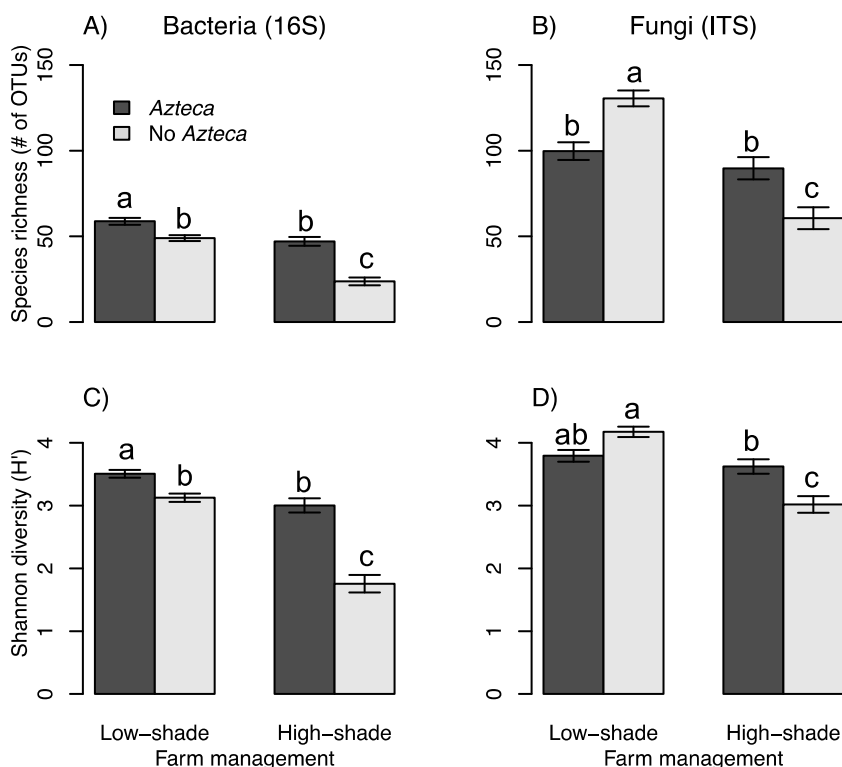 A) Bacteria (16S)
Species richness (# of OTUs)
150
100
50
0
Azteca
No Azteca
a
b
b
c
B) Fungi (ITS)
150
100
50
0
b
a
b
c
C)
Shannon diversity (H')
4
3
2
1
0
a
b
b
c
Low−shade
High−shade
Farm management
D)
4
3
2
1
0
ab
a
b
c
Low−shade
High−shade
Farm management